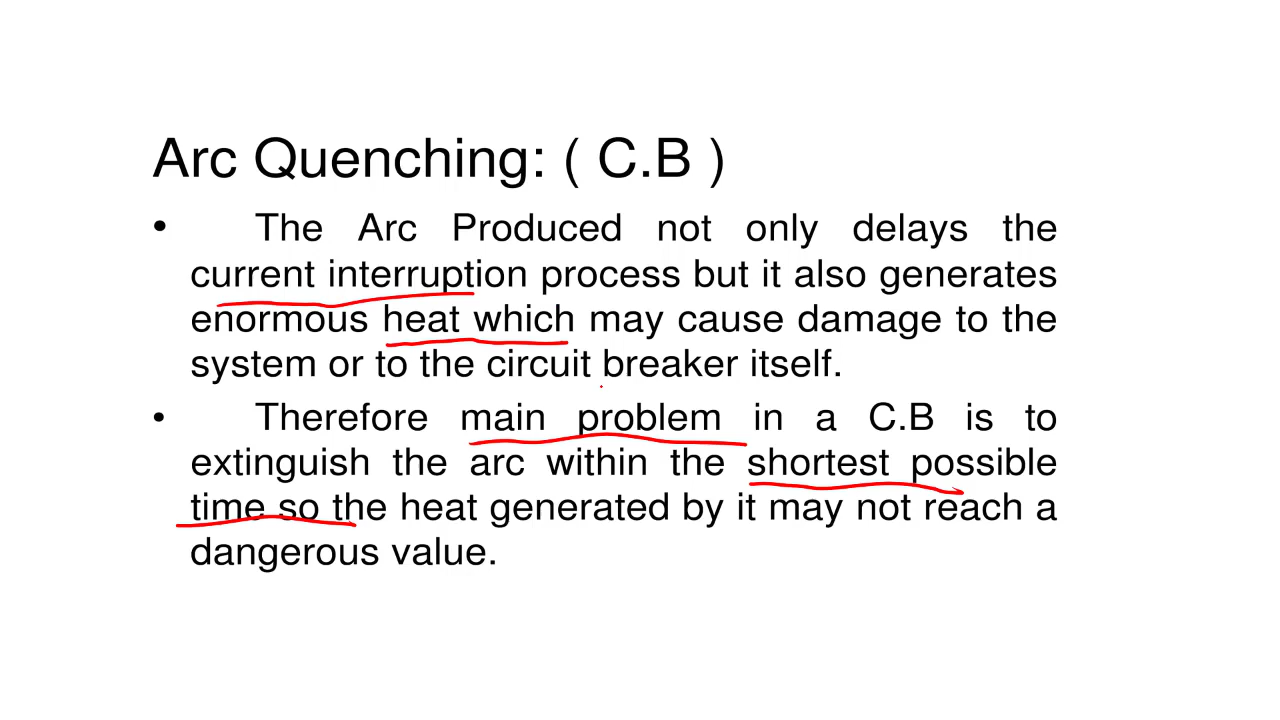 Arc Quenching: ( C.B )
• The Arc Produced not only delays the
current interruption process but it also generates
enormous heat which may cause damage to the
system or to the circuit breaker itself.
• Therefore main problem in a C.B is to
extinguish the arc within the shortest possible
time so the heat generated by it may not reach a
dangerous value.